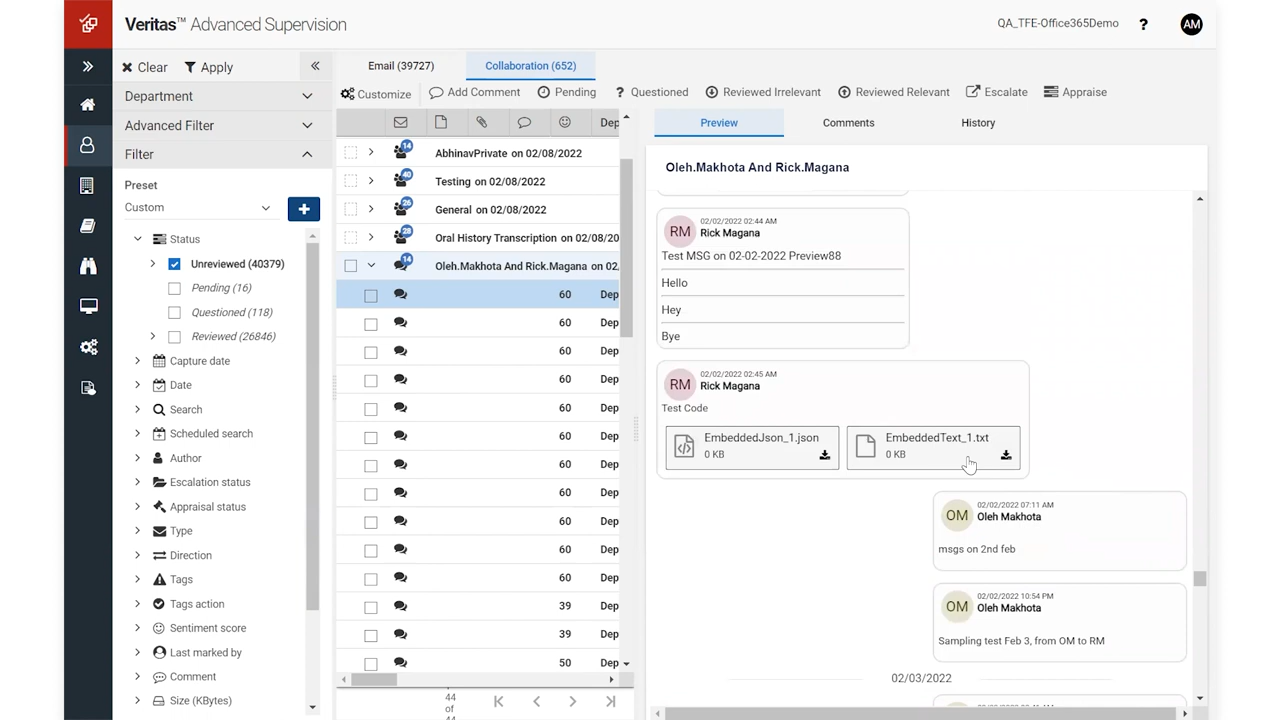 Veritas™ Advanced Supervision
QA_TFE-Office365Demo
?
AM
Clear
Apply
Department
Advanced Filter
Filter
Preset
Custom
Status
Unreviewed (40379)
Pending (16)
Questioned (118)
Reviewed (26846)
Capture date
Date
Search
Scheduled search
Author
Escalation status
Appraisal status
Type
Direction
Tags
Tags action
Sentiment score
Last marked by
Comment
Size (KBytes)
Email (39727)
Collaboration (652)
Customize
Add Comment
Pending
? Questioned
Reviewed Irrelevant
Reviewed Relevant
Escalate
Appraise
Dep
14
AbhinavPrivate on 02/08/2022
40
Testing on 02/08/2022
26
General on 02/08/2022
28
Oral History Transcription on 02/08/20
14
Oleh.Makhota And Rick.Magana on 02
60 Dep
60 Dep
60 Dep
60 Dep
60 Dep
60 Dep
60 Dep
60 Dep
60 Dep
60 Dep
60 Dep
39 Dep
39 Dep
50 Dep
44
of
Preview
Comments
History
Oleh.Makhota And Rick.Magana
RM
02/02/2022 02:44 AM
Rick Magana
Test MSG on 02-02-2022 Preview88
Hello
Hey
Bye
RM
02/02/2022 02:45 AM
Rick Magana
Test Code
EmbeddedJson_1.json
0 KB
EmbeddedText_1.txt
0 KB
OM
02/02/2022 07:11 AM
Oleh Makhota
msgs on 2nd feb
OM
02/02/2022 10:54 PM
Oleh Makhota
Sampling test Feb 3, from OM to RM
02/03/2022